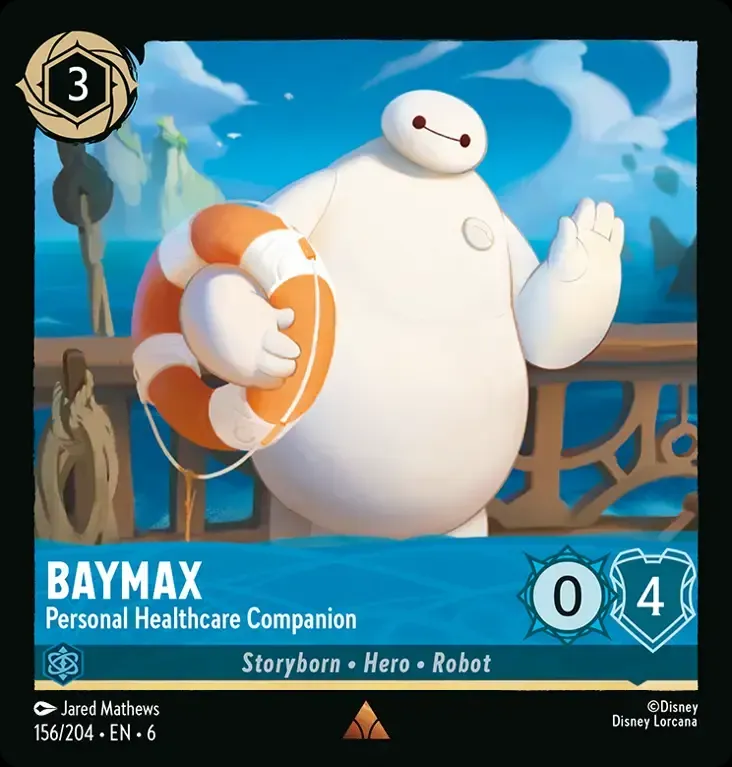 3
BAYMAX
Personal Healthcare Companion
0
4
Storyborn • Hero • Robot
Jared Mathews
156/204 • EN • 6
©Disney
Disney Lorcana